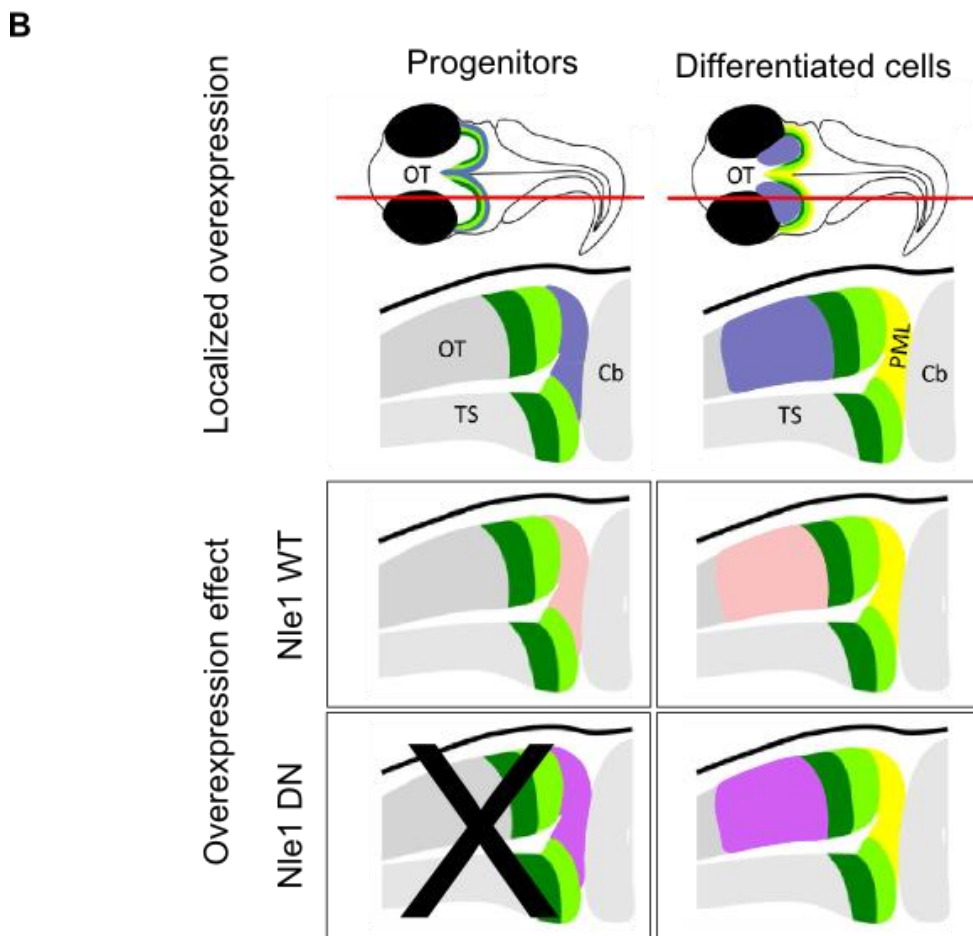 B
Progenitors
Differentiated cells
Localized overexpression
OT
OT
OT
Cb
TS
PML
Cb
TS
Overexpression effect
Nle1 WT
Nle1 DN